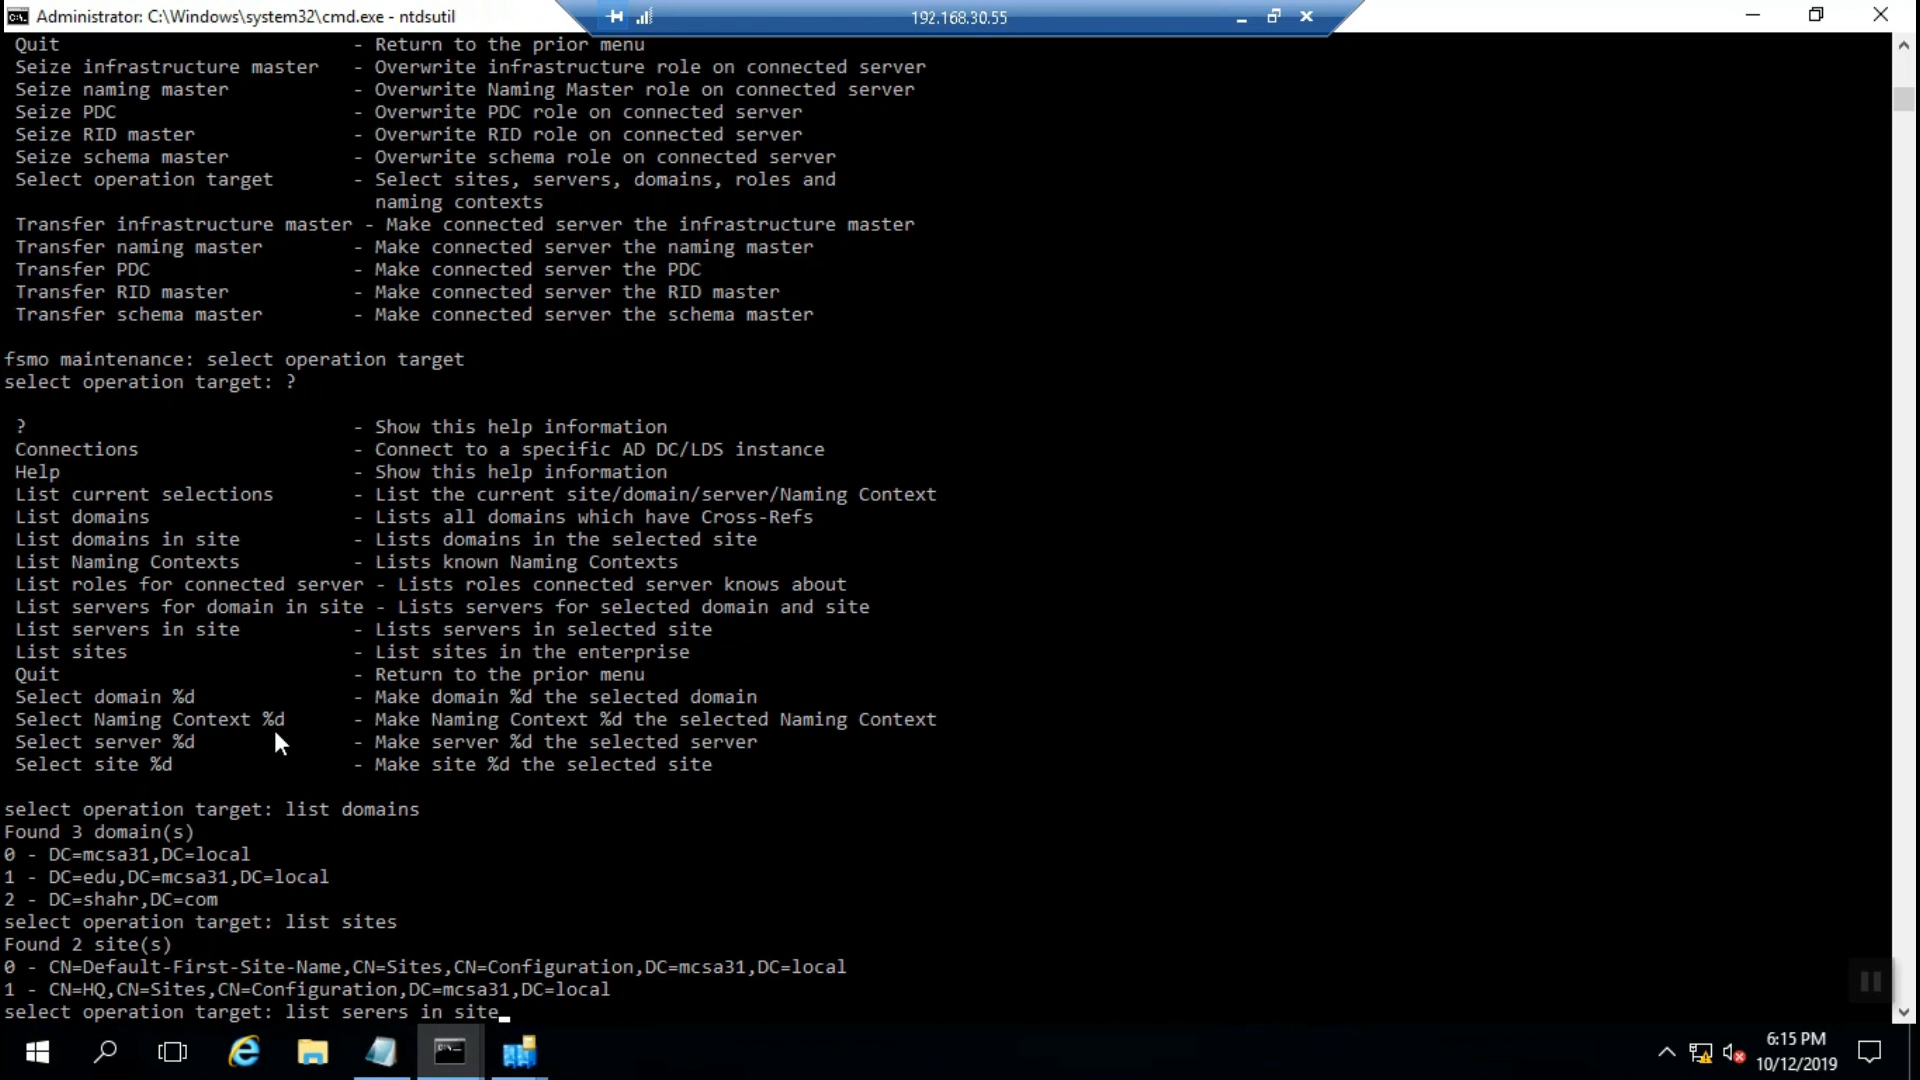 Administrator: C:\Windows\system32\cmd.exe - ntdsutil
192.168.30.55
Quit - Return to the prior menu
Seize infrastructure master - Overwrite infrastructure role on connected server
Seize naming master - Overwrite Naming Master role on connected server
Seize PDC - Overwrite PDC role on connected server
Seize RID master - Overwrite RID role on connected server
Seize schema master - Overwrite schema role on connected server
Select operation target - Select sites, servers, domains, roles and
naming contexts
Transfer infrastructure master - Make connected server the infrastructure master
Transfer naming master - Make connected server the naming master
Transfer PDC - Make connected server the PDC
Transfer RID master - Make connected server the RID master
Transfer schema master - Make connected server the schema master
fsmo maintenance: select operation target
select operation target: ?
? - Show this help information
Connections - Connect to a specific AD DC/LDS instance
Help - Show this help information
List current selections - List the current site/domain/server/Naming Context
List domains - Lists all domains which have Cross-Refs
List domains in site - Lists domains in the selected site
List Naming Contexts - Lists known Naming Contexts
List roles for connected server - Lists roles connected server knows about
List servers for domain in site - Lists servers for selected domain and site
List servers in site - Lists servers in selected site
List sites - List sites in the enterprise
Quit - Return to the prior menu
Select domain %d - Make domain %d the selected domain
Select Naming Context %d - Make Naming Context %d the selected Naming Context
Select server %d - Make server %d the selected server
Select site %d - Make site %d the selected site
select operation target: list domains
Found 3 domain(s)
0 - DC=mcsa31,DC=local
1 - DC=edu,DC=mcsa31,DC=local
2 - DC=shahr,DC=com
select operation target: list sites
Found 2 site(s)
0 - CN=Default-First-Site-Name,CN=Sites,CN=Configuration,DC=mcsa31,DC=local
1 - CN=HQ,CN=Sites,CN=Configuration,DC=mcsa31,DC=local
select operation target: list serers in site
6:15 PM
10/12/2019